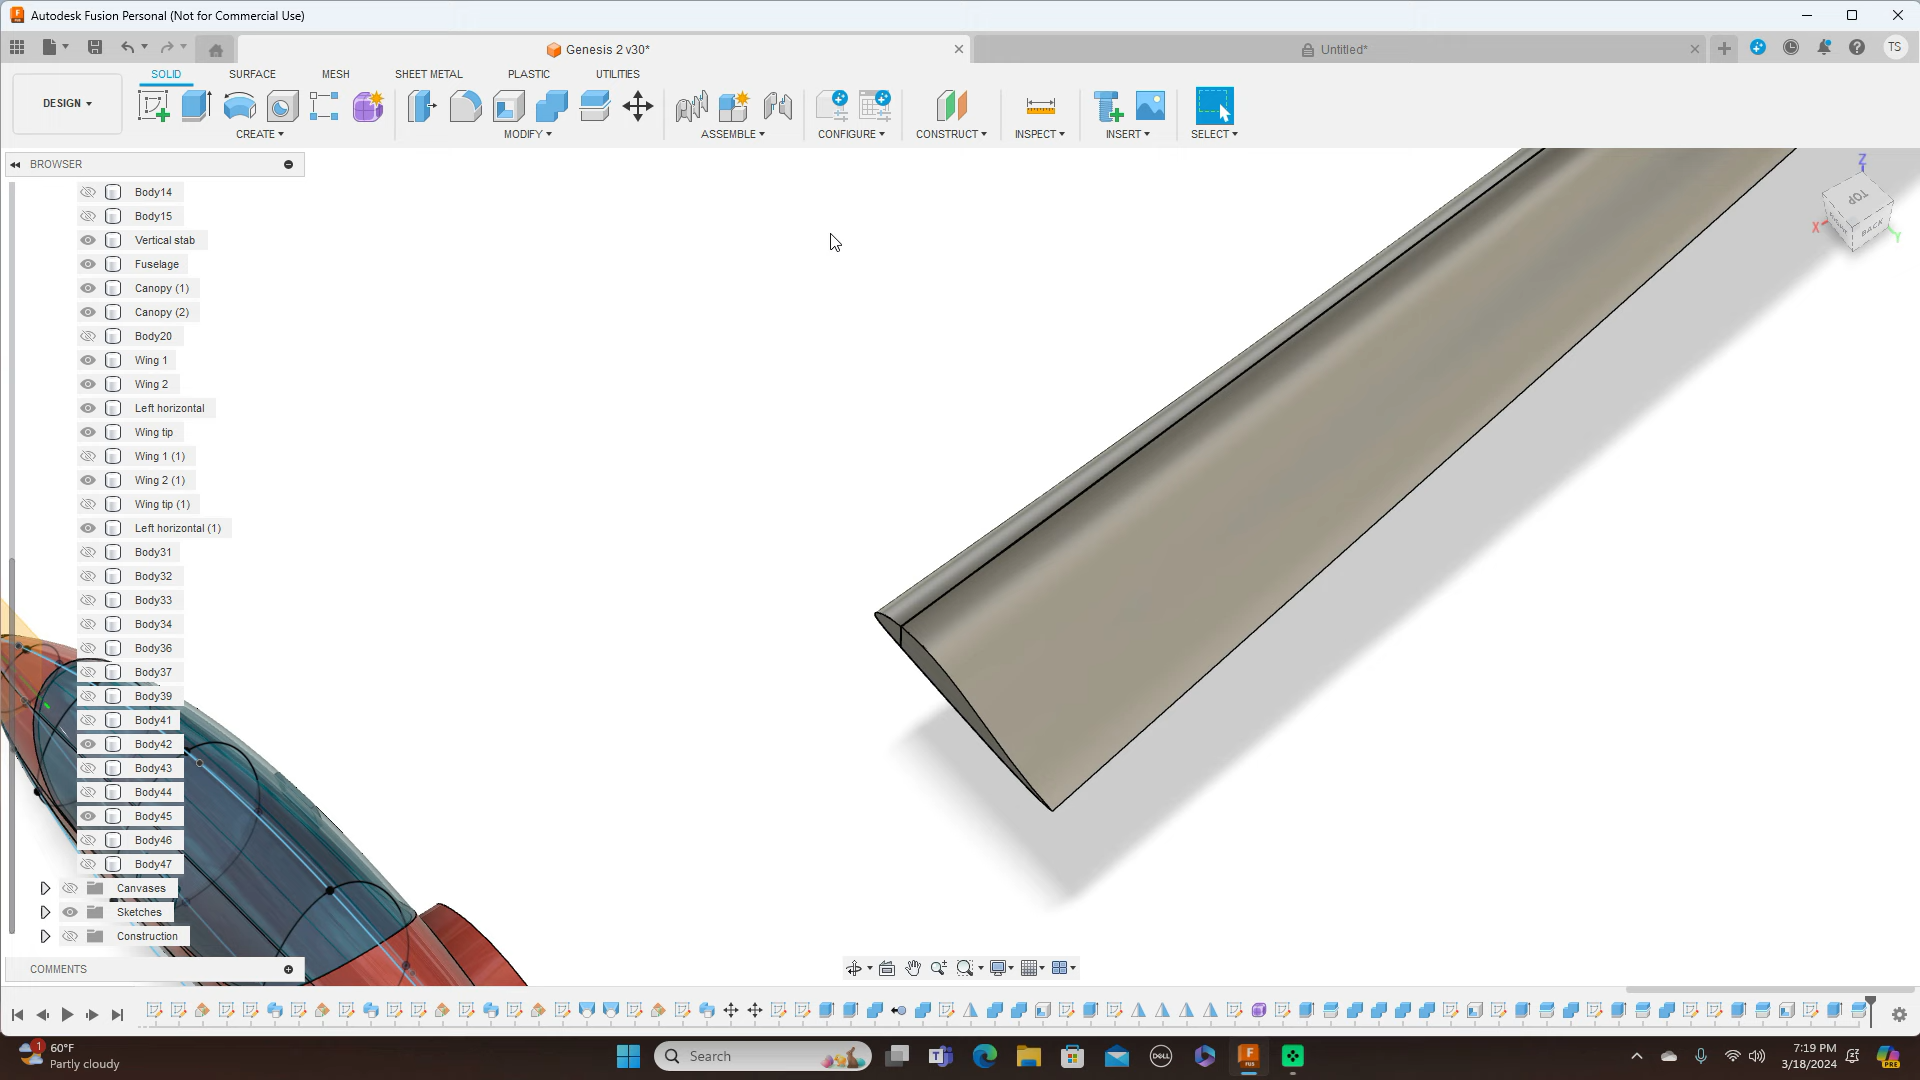 Autodesk Fusion Personal (Not for Commercial Use)
Genesis 2 v30*
Untitled*
TS
DESIGN
SOLID SURFACE MESH SHEET METAL PLASTIC UTILITIES
CREATE MODIFY ASSEMBLE CONFIGURE CONSTRUCT INSPECT INSERT SELECT
BROWSER
Z
TOP
BACK
X
Y
Body14
Body15
Vertical stab
Fuselage
Canopy (1)
Canopy (2)
Body20
Wing 1
Wing 2
Left horizontal
Wing tip
Wing 1 (1)
Wing 2 (1)
Wing tip (1)
Left horizontal (1)
Body31
Body32
Body33
Body34
Body36
Body37
Body39
Body41
Body42
Body43
Body44
Body45
Body46
Body47
Canvases
Sketches
Construction
COMMENTS
1
60°F
Partly cloudy
Search
DELL
F
FUS
7:19 PM
3/18/2024
PRE